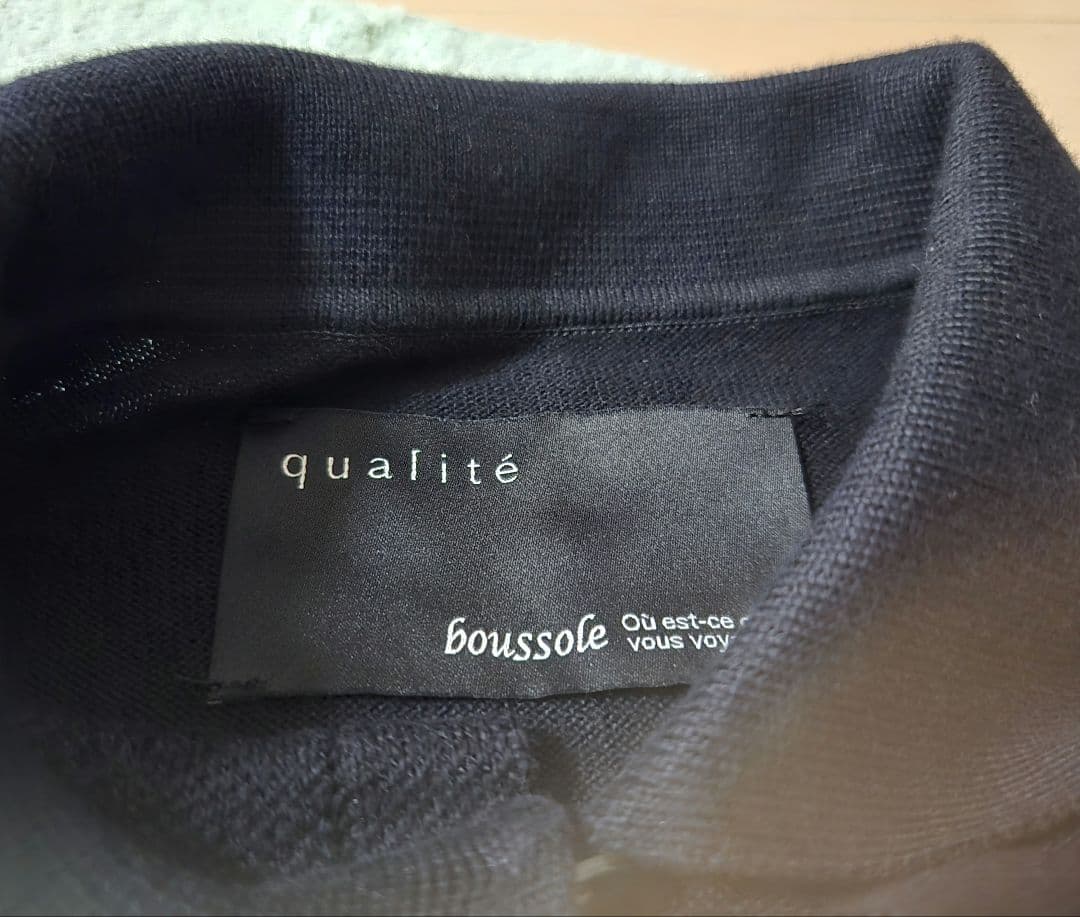 qualité
boussole
Où est-ce
vous